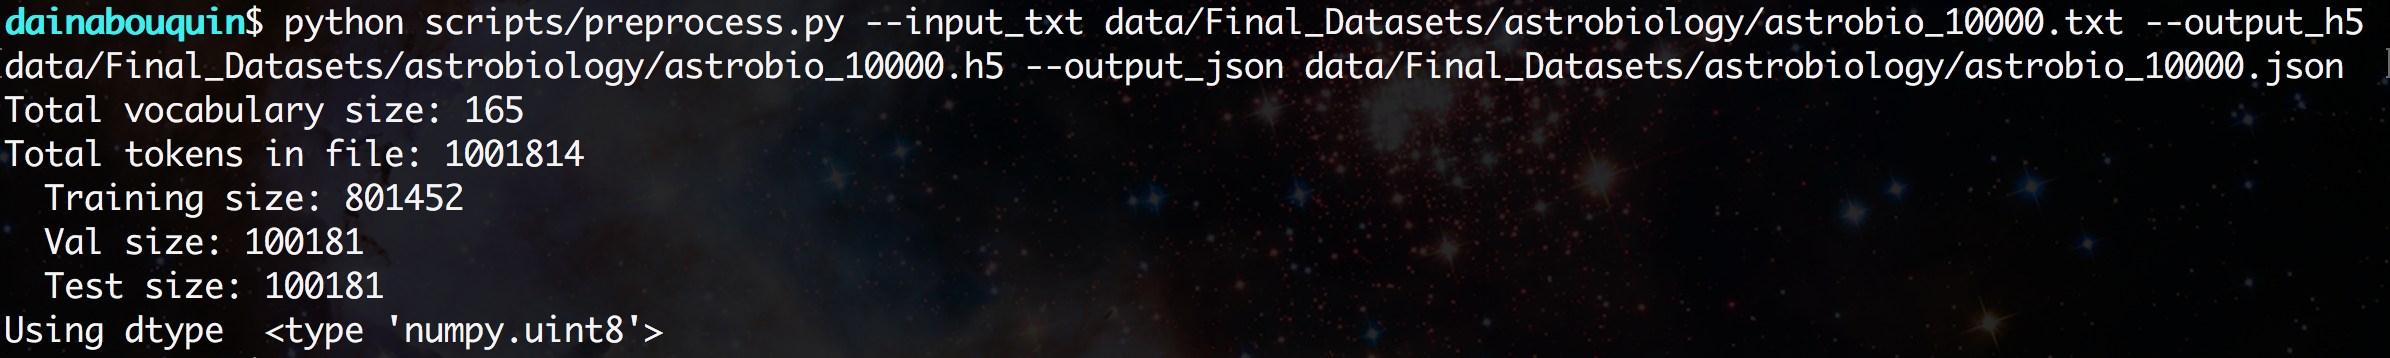 dainabouquin$ python scripts/preprocess.py --input_txt data/Final_Datasets/astrobiology/astrobio_10000.txt --output_h5
data/Final_Datasets/astrobiology/astrobio_10000.h5 --output_json data/Final_Datasets/astrobiology/astrobio_10000.json
Total vocabulary size: 165
Total tokens in file: 1001814
  Training size: 801452
  Val size: 100181
  Test size: 100181
Using dtype  <type 'numpy.uint8'>